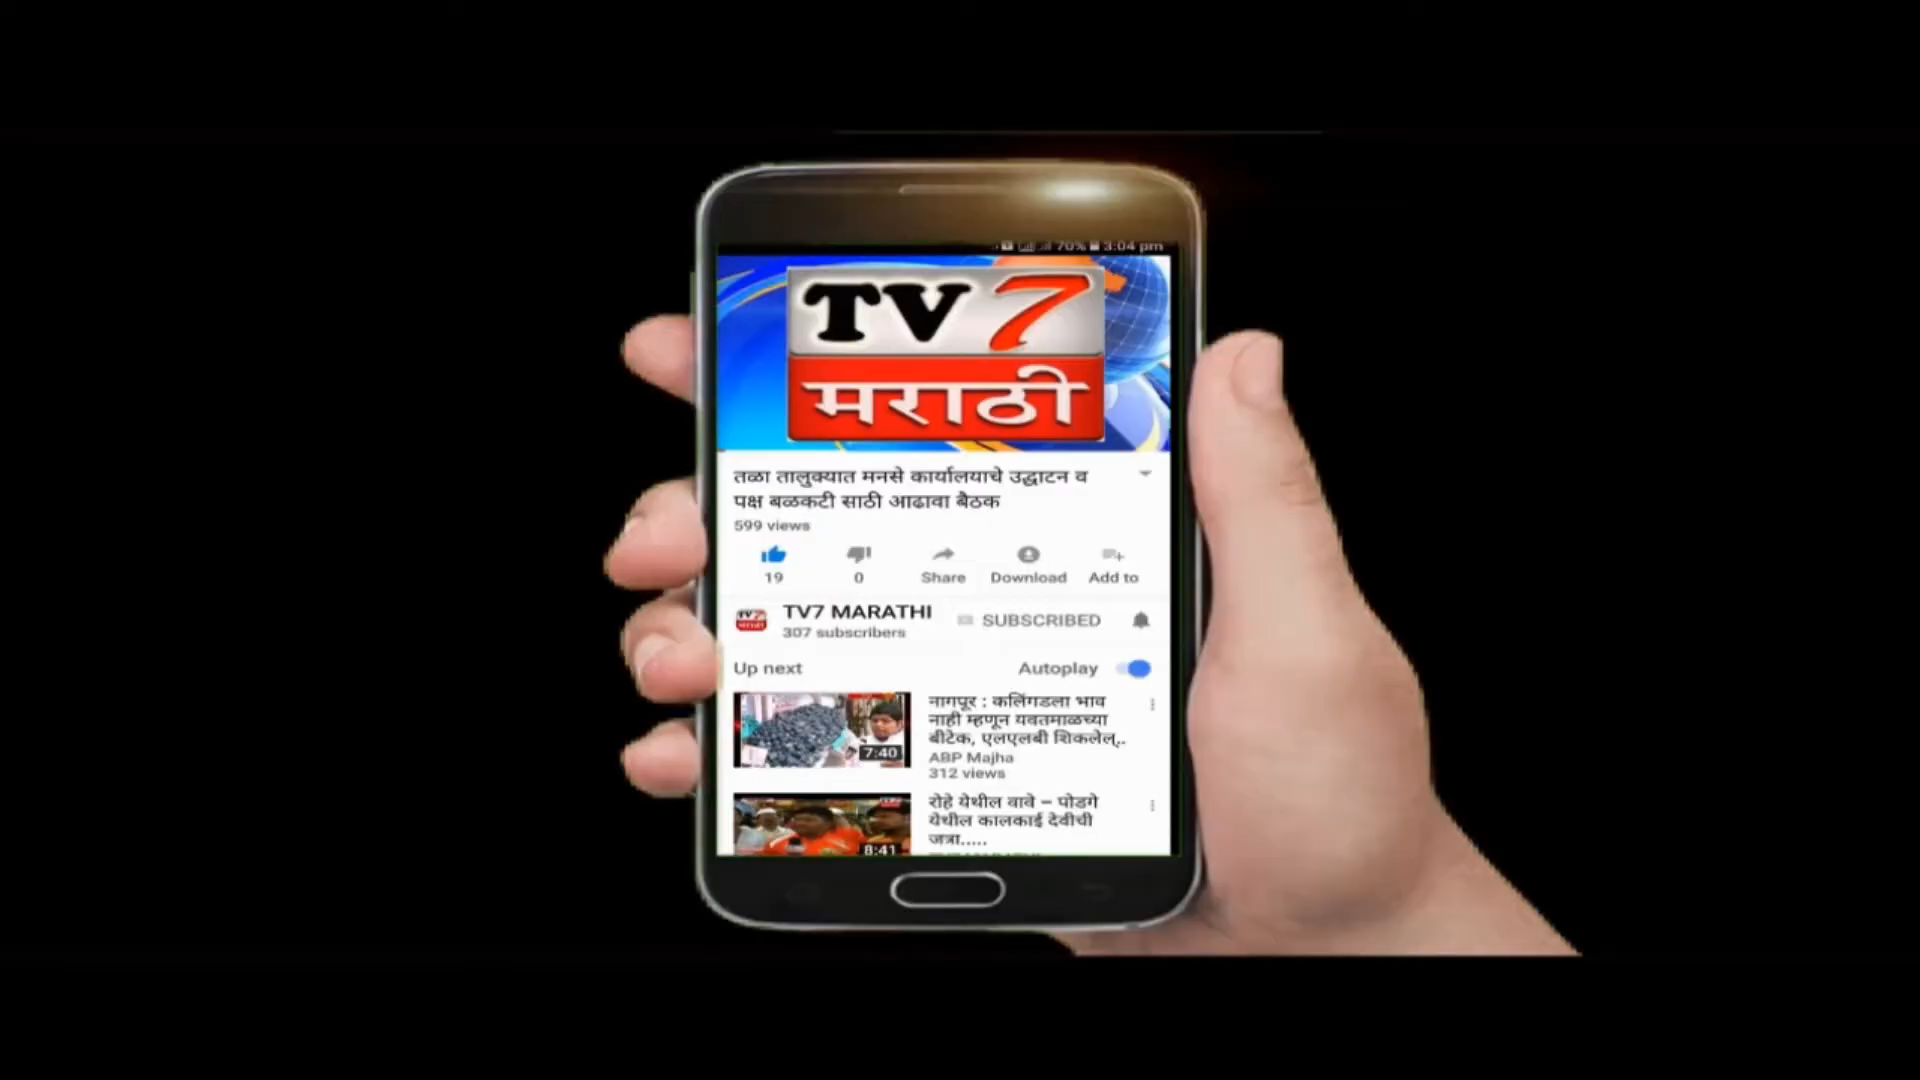 70% 3:04 pm
TV 7
मराठी
तळा तालुक्यात मनसे कार्यालयाचे उद्घाटन व
पक्ष बळकटी साठी आढावा बैठक
599 views
19 0 Share Download Add to
TV7 MARATHI
SUBSCRIBED
307 subscribers
Up next Autoplay
नागपूर : कलिंगडला भाव
नाही म्हणून यवतमाळच्या
बीटेक, एलएलबी शिकलेल्..
ABP Majha
312 views
7:40
रोहे येथील वावे – पोडगे
येथील कालकाई देवीची
जत्रा.....
8:41